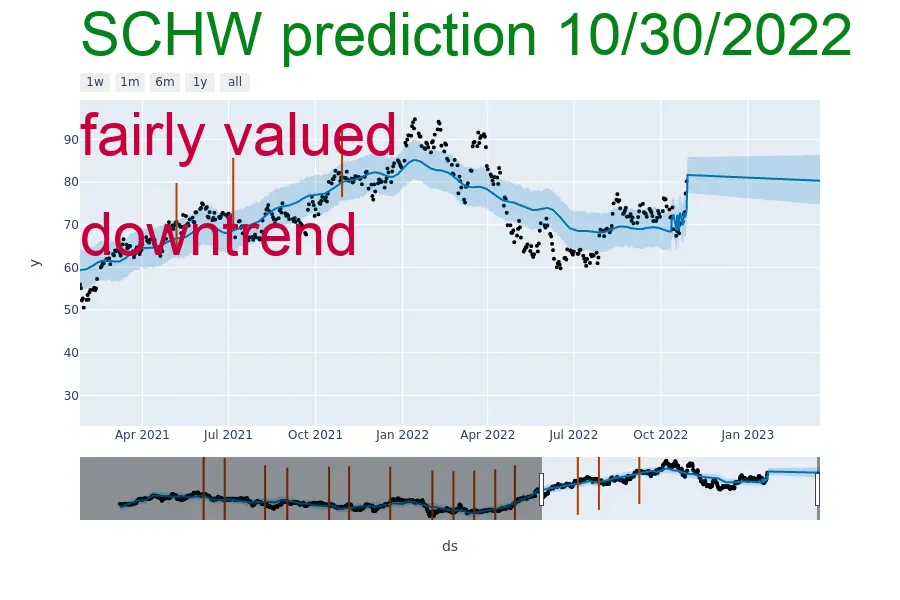 SCHW prediction 10/30/2022
1w 1m 6m 1y all
fairly valued
downtrend
90
80
70
60
50
40
30
y
Apr 2021 Jul 2021 Oct 2021 Jan 2022 Apr 2022 Jul 2022 Oct 2022 Jan 2023
ds